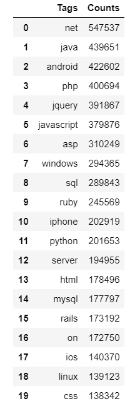 Tags Counts
0 net 547537
1 java 439651
2 android 422602
3 php 400694
4 jquery 391867
5 javascript 379876
6 asp 310249
7 windows 294365
8 sql 289843
9 ruby 245569
10 iphone 202919
11 python 201653
12 server 194955
13 html 178496
14 mysql 177797
15 rails 173192
16 on 172750
17 ios 140370
18 linux 139123
19 css 138342